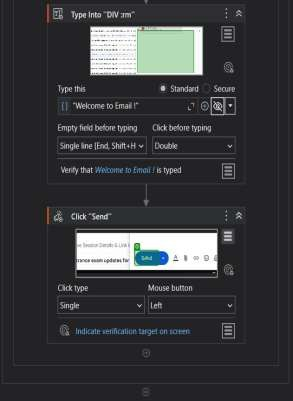 Type Into "DIV :rm"
Type this
Standard
Secure
"Welcome to Email !"
Empty field before typing
Click before typing
Single line [End, Shift+H
Double
Verify that Welcome to Email ! is typed
Click "Send"
Session Details & Link
trance exam updates for
Send
Click type
Mouse button
Single
Left
Indicate verification target on screen